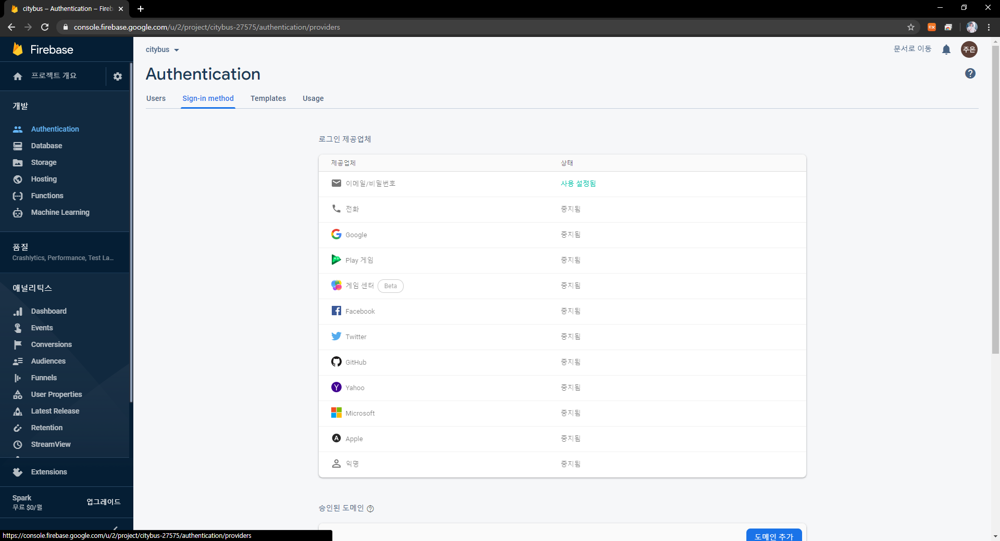 citybus – Authentication – Fireb
console.firebase.google.com/u/2/project/citybus-27575/authentication/providers
Firebase
프로젝트 개요
개발
Authentication
Database
Storage
Hosting
Functions
Machine Learning
품질
Crashlytics, Performance, Test La...
애널리틱스
Dashboard
Events
Conversions
Audiences
Funnels
User Properties
Latest Release
Retention
StreamView
Extensions
Spark
무료 $0/월
업그레이드
citybus
문서로 이동
주은
Authentication
Users Sign-in method Templates Usage
로그인 제공업체
제공업체 상태
이메일/비밀번호 사용 설정됨
전화 중지됨
Google 중지됨
Play 게임 중지됨
게임 센터 Beta 중지됨
Facebook 중지됨
Twitter 중지됨
GitHub 중지됨
Yahoo 중지됨
Microsoft 중지됨
Apple 중지됨
익명 중지됨
승인된 도메인
도메인 추가
https://console.firebase.google.com/u/2/project/citybus-27575/authentication/providers